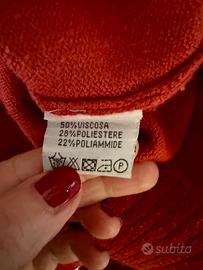 50% VISCOSA
28% POLIESTERE
22% POLIAMMIDE
P
subito